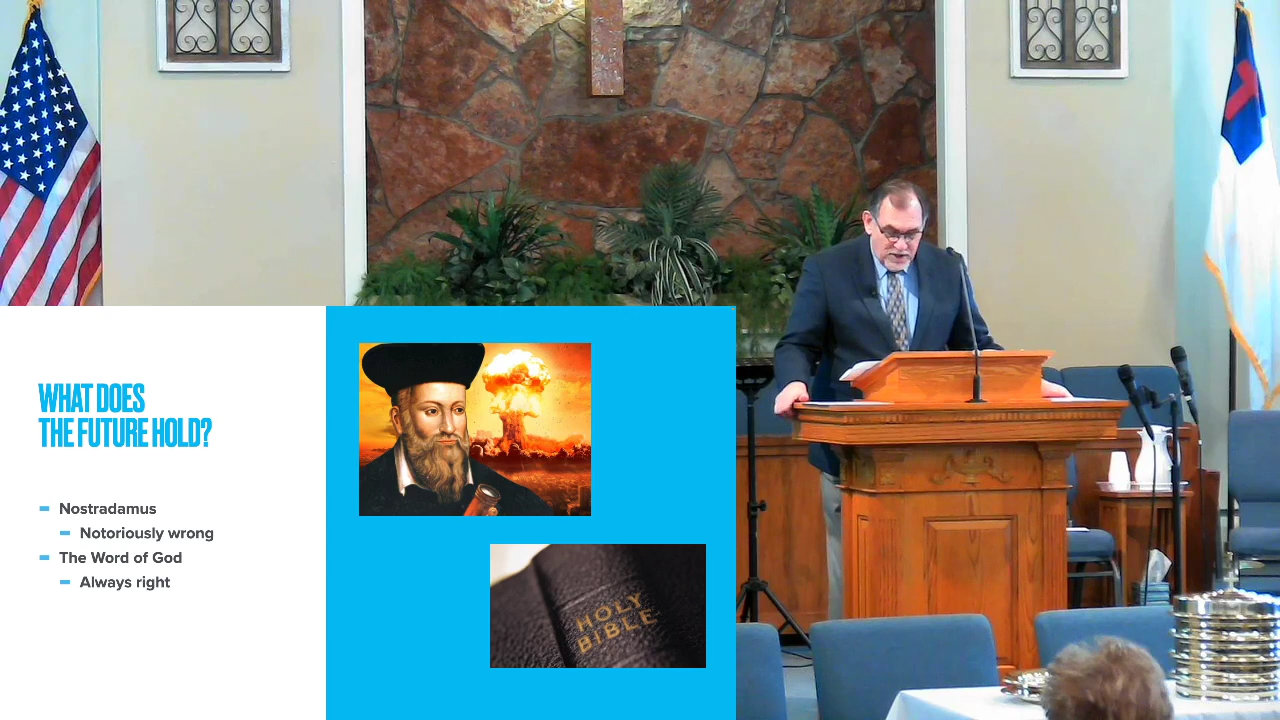 WHAT DOES
THE FUTURE HOLD?
Nostradamus
Notoriously wrong
The Word of God
Always right
HOLY
BIBLE